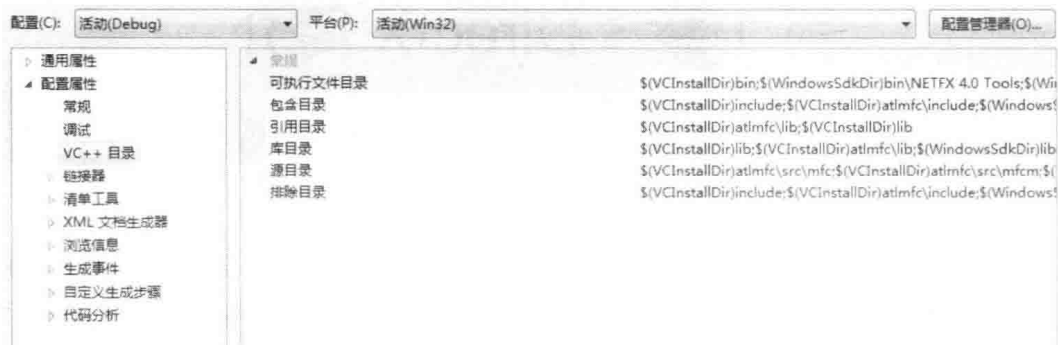 配置(C): 活动(Debug) 平台(P): 活动(Win32) 配置管理器(O)...
通用属性
配置属性
常规
调试
VC++ 目录
链接器
清单工具
XML 文档生成器
浏览信息
生成事件
自定义生成步骤
代码分析
常规
可执行文件目录 $(VCInstallDir)bin;$(WindowsSdkDir)bin\NETFX 4.0 Tools;$(Wi
包含目录 $(VCInstallDir)include;$(VCInstallDir)atlmfc\include;$(Windows
引用目录 $(VCInstallDir)atlmfc\lib;$(VCInstallDir)lib
库目录 $(VCInstallDir)lib;$(VCInstallDir)atlmfc\lib;$(WindowsSdkDir)lib
源目录 $(VCInstallDir)atlmfc\src\mfc;$(VCInstallDir)atlmfc\src\mfcm;$(
排除目录 $(VCInstallDir)include;$(VCInstallDir)atlmfc\include;$(Windows